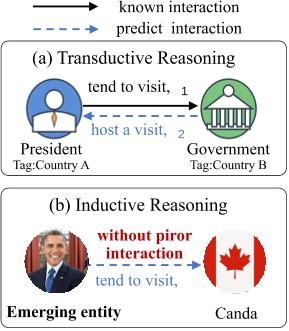 known interaction
predict interaction
(a) Transductive Reasoning
tend to visit, 1
host a visit, 2
President
Government
Tag:Country A
Tag:Country B
(b) Inductive Reasoning
without piror
interaction
tend to visit,
Emerging entity
Canda